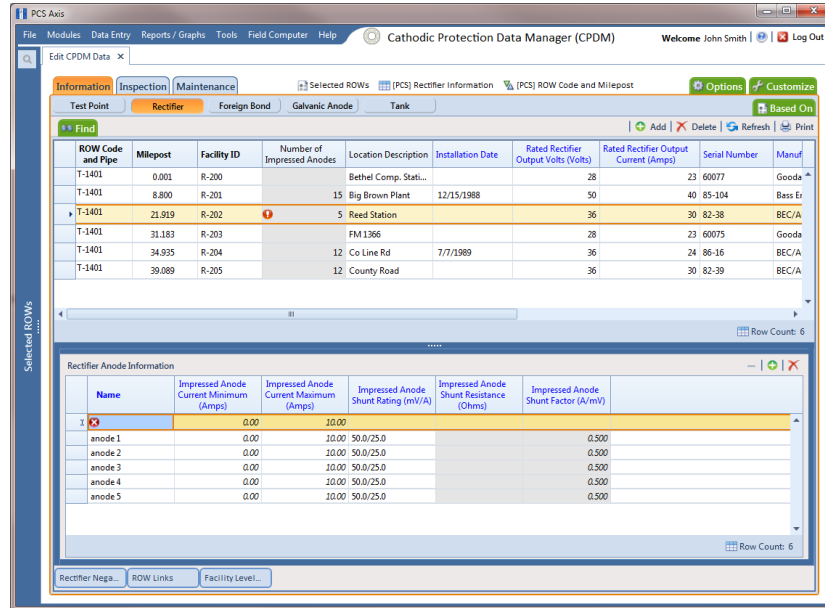 PCS Axis
File Modules Data Entry Reports / Graphs Tools Field Computer Help Cathodic Protection Data Manager (CPDM) Welcome John Smith Log Out
Edit CPDM Data
Information Inspection Maintenance Selected ROWs [PCS] Rectifier Information [PCS] ROW Code and Milepost Options Customize
Test Point Rectifier Foreign Bond Galvanic Anode Tank Based On
Find Add Delete Refresh Print
ROW Code and Pipe Milepost Facility ID Number of Impressed Anodes Location Description Installation Date Rated Rectifier Output Volts (Volts) Rated Rectifier Output Current (Amps) Serial Number Manuf
T-1401 0.001 R-200 Bethel Comp. Stati... 28 23 60077 Gooda
T-1401 8.800 R-201 15 Big Brown Plant 12/15/1988 50 40 85-104 Bass En
T-1401 21.919 R-202 5 Reed Station 36 30 82-38 BEC/A
T-1401 31.183 R-203 FM 1366 28 23 60075 Gooda
T-1401 34.935 R-204 12 Co Line Rd 7/7/1989 36 24 86-16 BEC/A
T-1401 39.089 R-205 12 County Road 36 30 82-39 BEC/A
Row Count: 6
Selected ROWs
Rectifier Anode Information
Name Impressed Anode Current Minimum (Amps) Impressed Anode Current Maximum (Amps) Impressed Anode Shunt Rating (mV/A) Impressed Anode Shunt Resistance (Ohms) Impressed Anode Shunt Factor (A/mV)
0.00 10.00
anode 1 0.00 10.00 50.0/25.0 0.500
anode 2 0.00 10.00 50.0/25.0 0.500
anode 3 0.00 10.00 50.0/25.0 0.500
anode 4 0.00 10.00 50.0/25.0 0.500
anode 5 0.00 10.00 50.0/25.0 0.500
Row Count: 6
Rectifier Nega... ROW Links Facility Level...